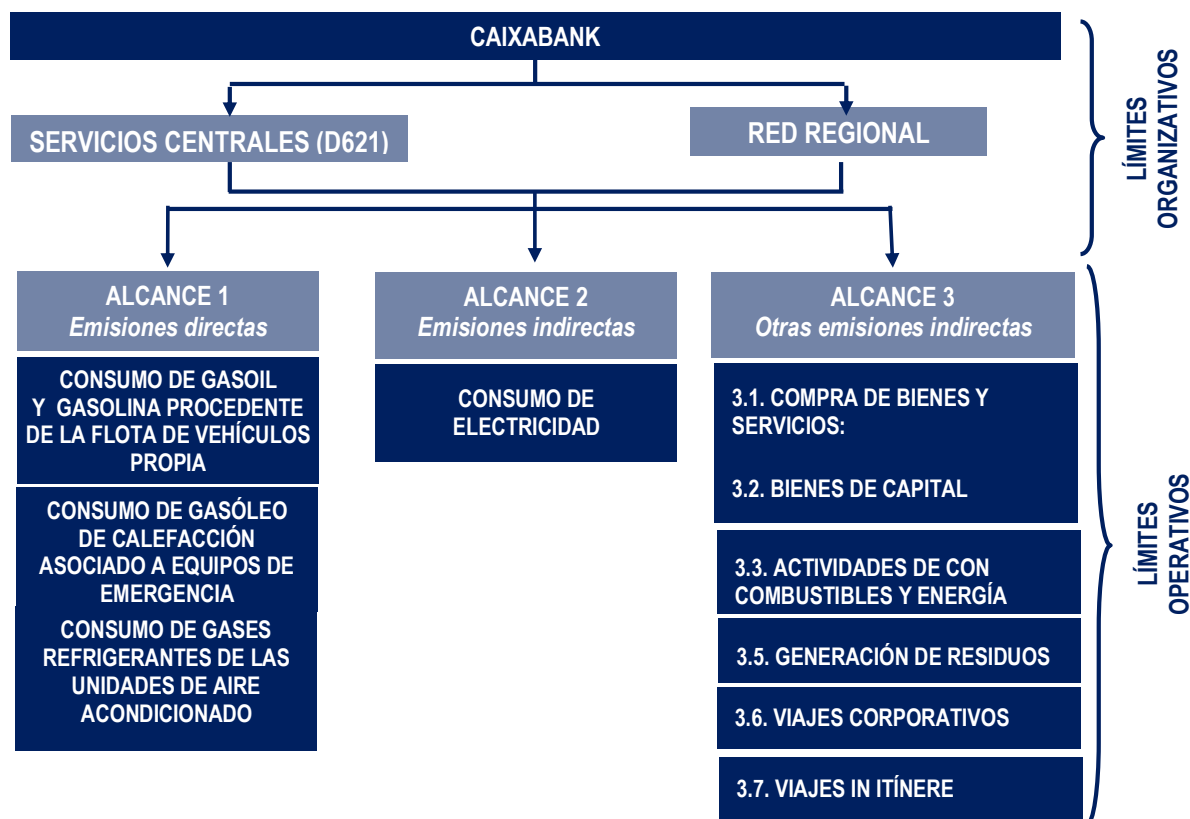 CAIXABANK
SERVICIOS CENTRALES (D621)
RED REGIONAL
LÍMITES
ORGANIZATIVOS
ALCANCE 1
Emisiones directas
CONSUMO DE GASOIL
Y GASOLINA PROCEDENTE
DE LA FLOTA DE VEHÍCULOS
PROPIA
CONSUMO DE GASÓLEO
DE CALEFACCIÓN
ASOCIADO A EQUIPOS DE
EMERGENCIA
CONSUMO DE GASES
REFRIGERANTES DE LAS
UNIDADES DE AIRE
ACONDICIONADO
ALCANCE 2
Emisiones indirectas
CONSUMO DE
ELECTRICIDAD
ALCANCE 3
Otras emisiones indirectas
3.1. COMPRA DE BIENES Y
SERVICIOS:
3.2. BIENES DE CAPITAL
3.3. ACTIVIDADES DE CON
COMBUSTIBLES Y ENERGÍA
3.5. GENERACIÓN DE RESIDUOS
3.6. VIAJES CORPORATIVOS
3.7. VIAJES IN ITÍNERE
LÍMITES
OPERATIVOS